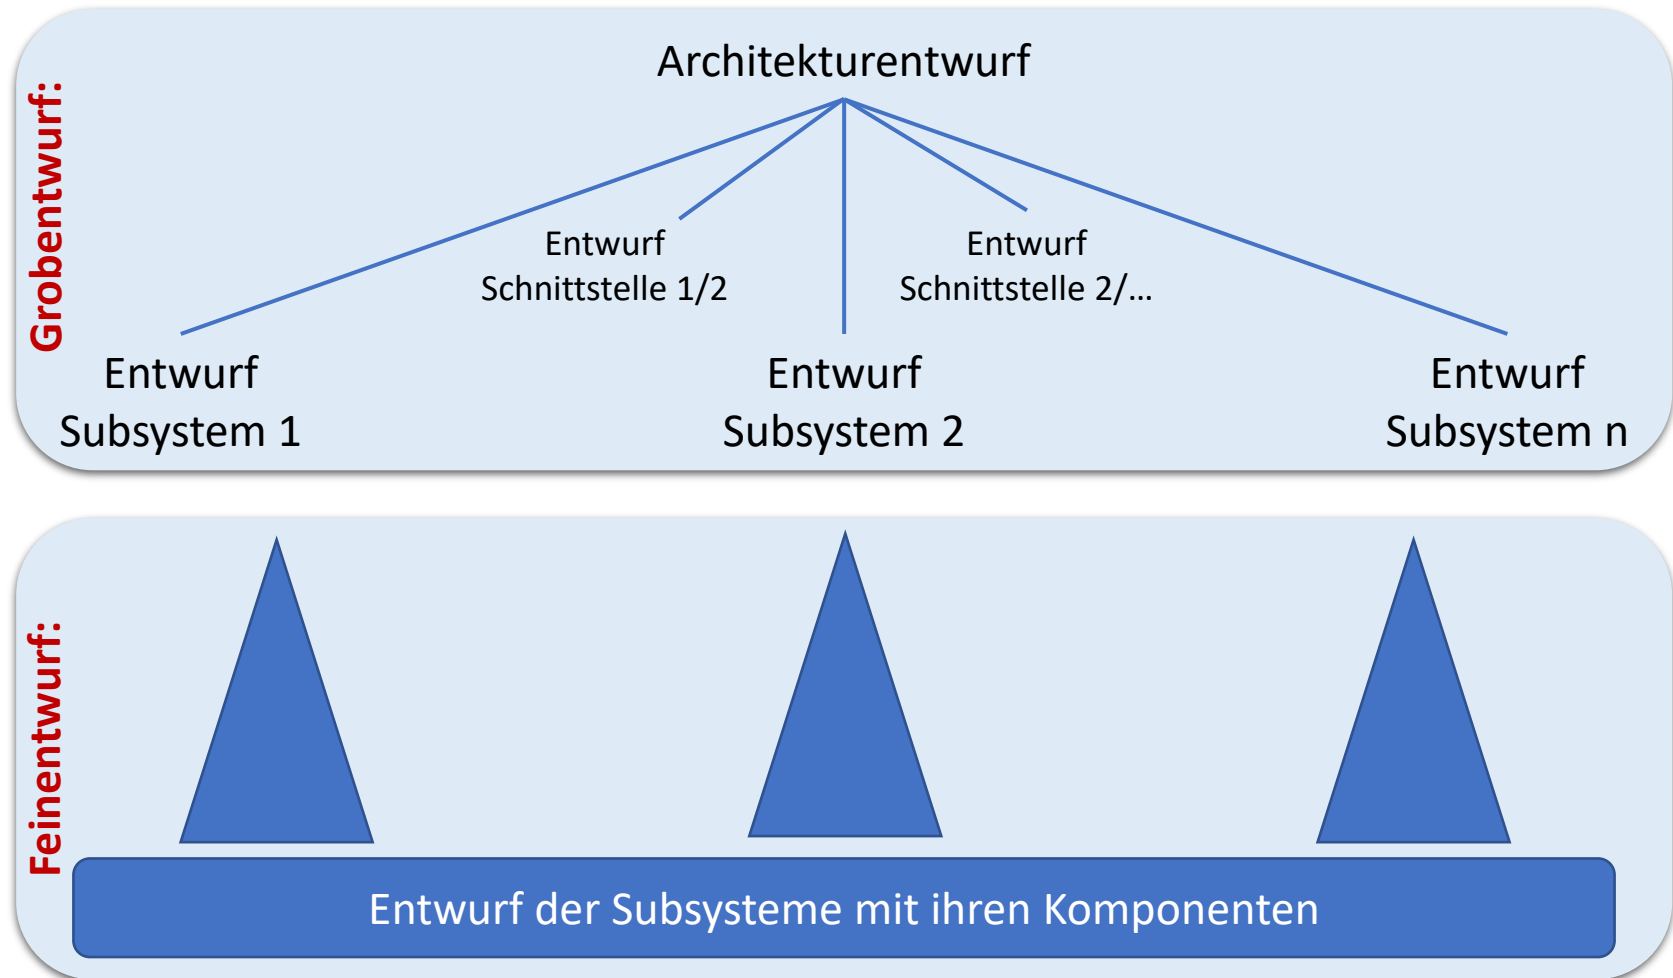 Grobentwurf:
Architekturentwurf
Entwurf
Schnittstelle 1/2
Entwurf
Schnittstelle 2/...
Entwurf
Subsystem 1
Entwurf
Subsystem 2
Entwurf
Subsystem n
Feinentwurf:
Entwurf der Subsysteme mit ihren Komponenten